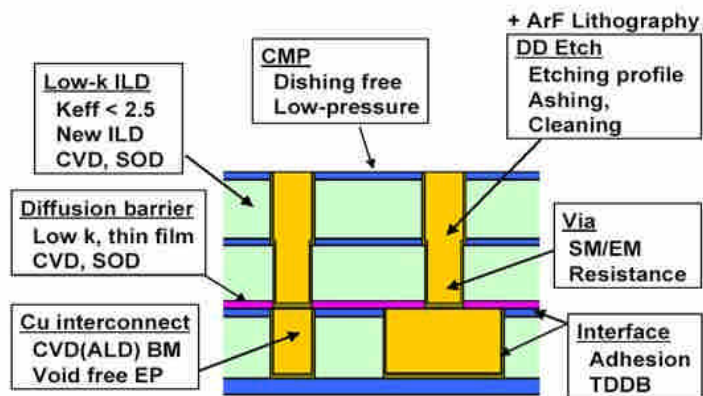 + ArF Lithography
DD Etch
Etching profile
Ashing,
Cleaning
CMP
Dishing free
Low-pressure
Low-k ILD
Keff < 2.5
New ILD
CVD, SOD
Diffusion barrier
Low k, thin film
CVD, SOD
Via
SM/EM
Resistance
Cu interconnect
CVD(ALD) BM
Void free EP
Interface
Adhesion
TDDB